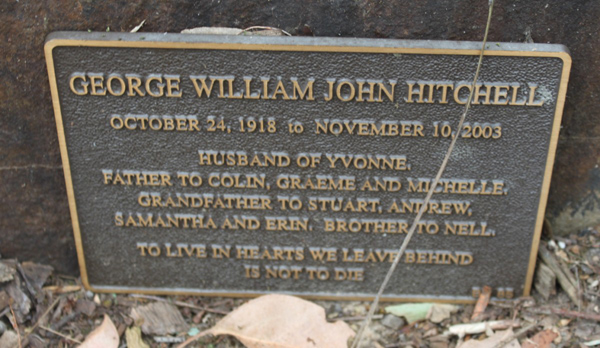 GEORGE WILLIAM JOHN HITCHELL
OCTOBER 24, 1918 to NOVEMBER 10, 2003
HUSBAND OF YVONNE,
FATHER TO COLIN, GRAEME AND MICHELLE,
GRANDFATHER TO STUART, ANDREW,
SAMANTHA AND ERIN. BROTHER TO NELL.
TO LIVE IN HEARTS WE LEAVE BEHIND
IS NOT TO DIE